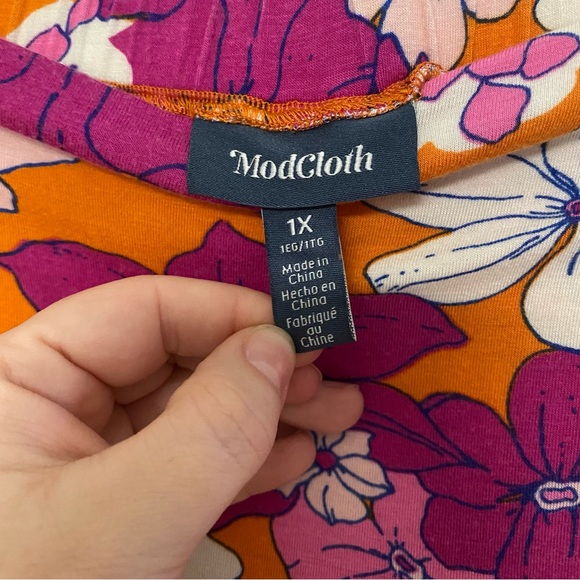 ModCloth
1X
1EG/1TG
Made in
China
Hecho en
China
Fabriqué
au
Chine